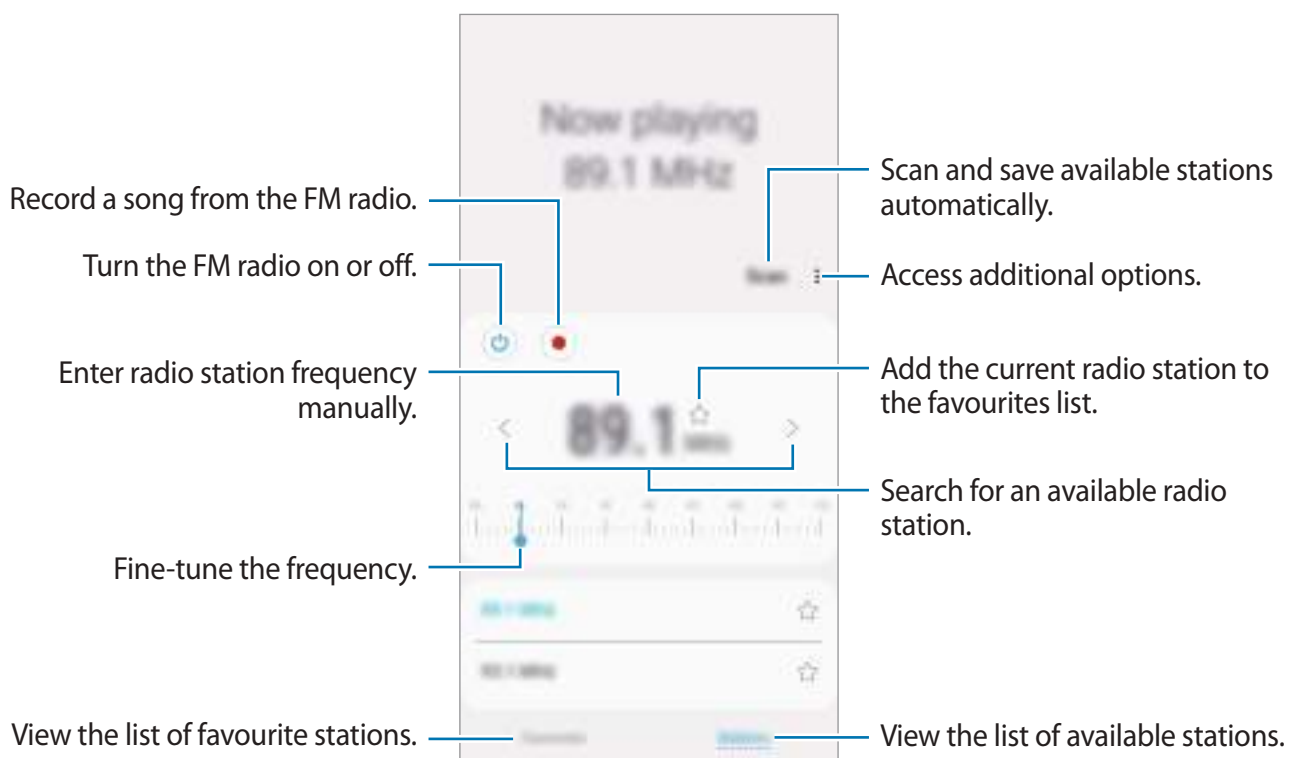 Now playing
89.1 MHz
Record a song from the FM radio.
Scan and save available stations
automatically.
Turn the FM radio on or off.
Scan
Access additional options.
Enter radio station frequency
manually.
Add the current radio station to
the favourites list.
89.1 MHz
Search for an available radio
station.
Fine-tune the frequency.
View the list of favourite stations.
View the list of available stations.